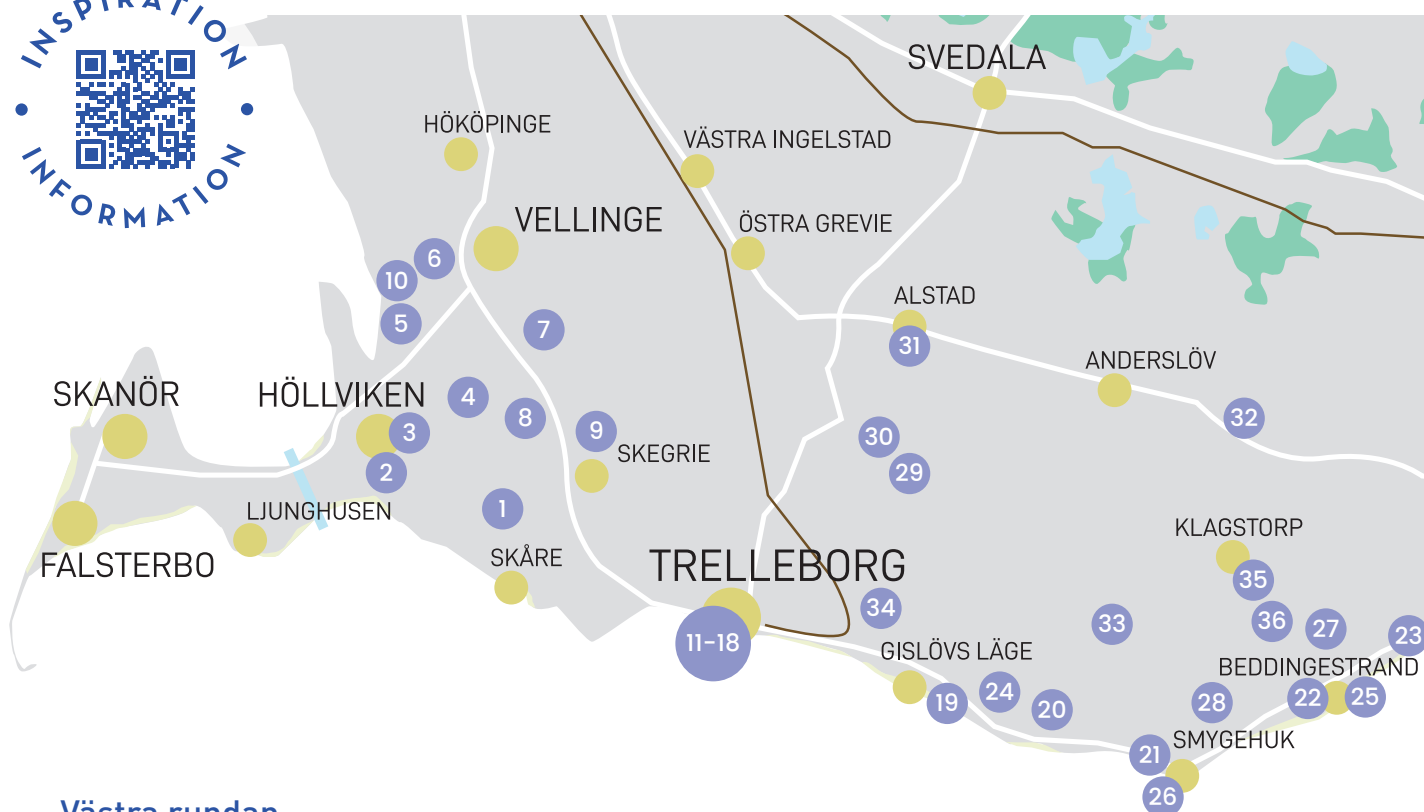 INSPIRATION
INFORMATION
SVEDALA
HÖKÖPINGE
VÄSTRA INGELSTAD
VELLINGE
ÖSTRA GREVIE
6
10
ALSTAD
5
7
31
ANDERSLÖV
SKANÖR
HÖLLVIKEN
4
8
32
3
9
30
SKEGRIE
2
29
LJUNGHUSEN
1
KLAGSTORP
FALSTERBO
SKÅRE
TRELLEBORG
35
34
33
36
27
23
11–18
GISLÖVS LÄGE
BEDDINGESTRAND
19
24
20
28
22
25
SMYGEHUK
21
26
Västra rundan